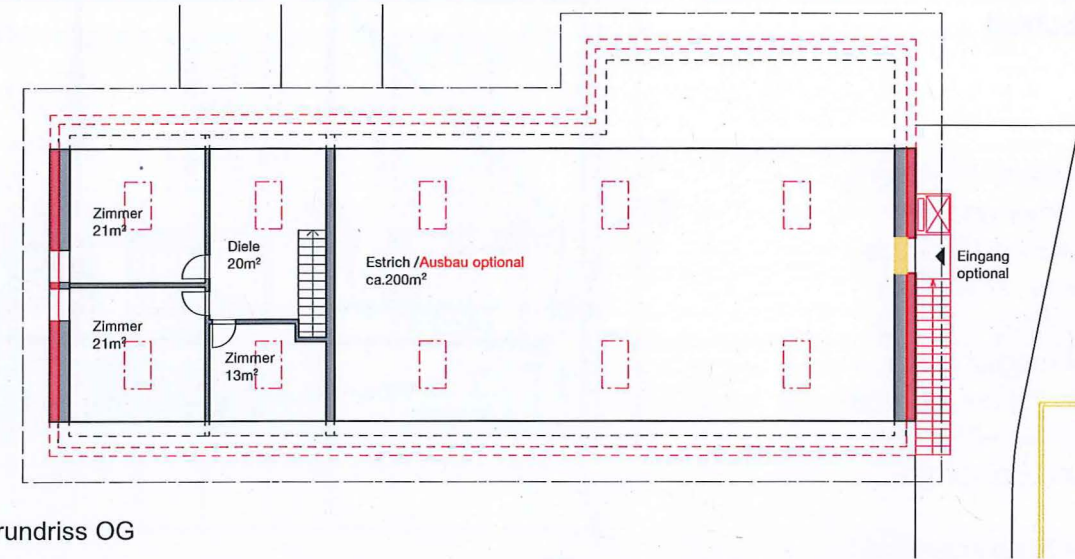 Zimmer
21m²
Diele
20m²
Estrich /Ausbau optional
ca.200m²
Eingang
optional
Zimmer
21m²
Zimmer
13m²
rundriss OG